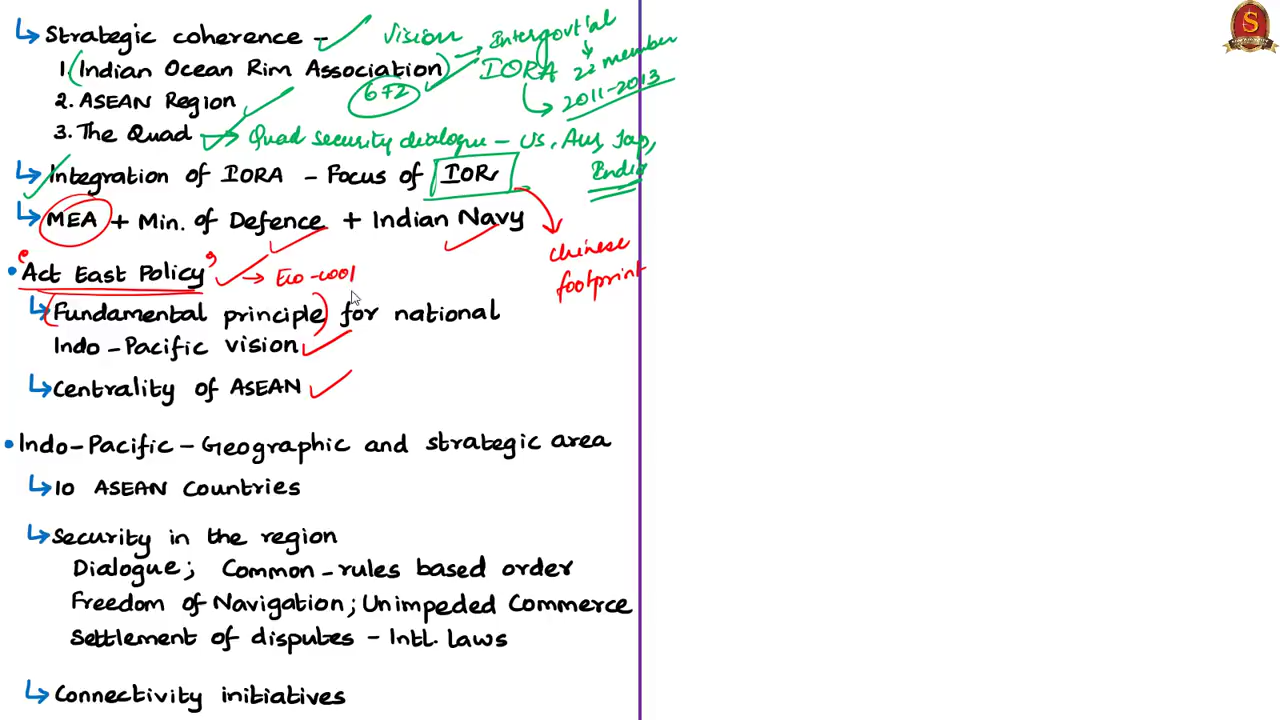 ↳ Strategic coherence – ✓ Vision → Intergovtial
1. (Indian Ocean Rim Association) IORA 22 member
6+2 ↳ 2011-2013
2. ASEAN Region
3. The Quad → Quad security dialogue – US, Aus, Jap, India
↳ Integration of IORA – Focus of IOR
↳ MEA + Min. of Defence + Indian Navy
Chinese footprint
• 'Act East Policy' ✓ →
↳ (Fundamental principle) for national
Indo-Pacific vision ✓
↳ Centrality of ASEAN ✓
• Indo-Pacific – Geographic and strategic area
↳ 10 ASEAN Countries
↳ Security in the region
Dialogue; Common-rules based order
Freedom of Navigation; Unimpeded Commerce
Settlement of disputes – Intl. laws
↳ Connectivity initiatives
S